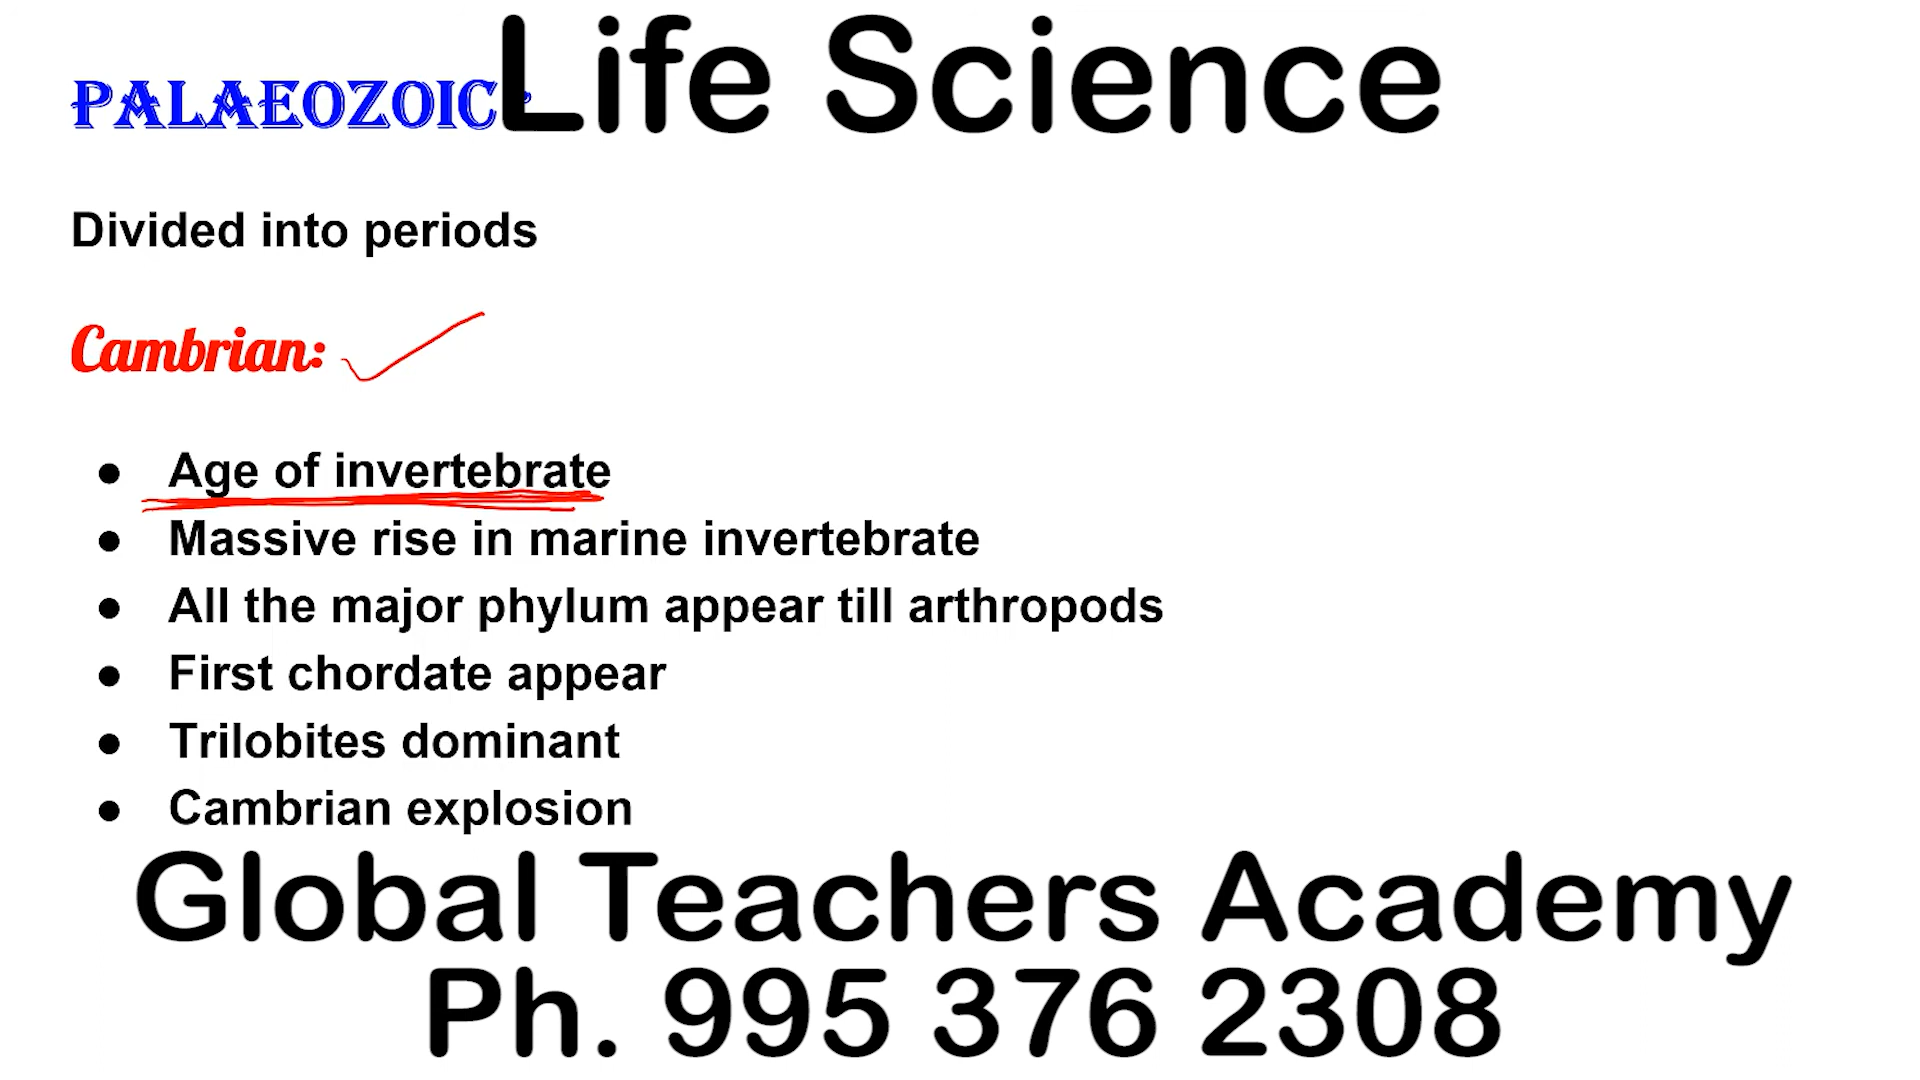 Life Science
PALAEOZOIC
Divided into periods
Cambrian:
● Age of invertebrate
● Massive rise in marine invertebrate
● All the major phylum appear till arthropods
● First chordate appear
● Trilobites dominant
● Cambrian explosion
Global Teachers Academy
Ph. 995 376 2308